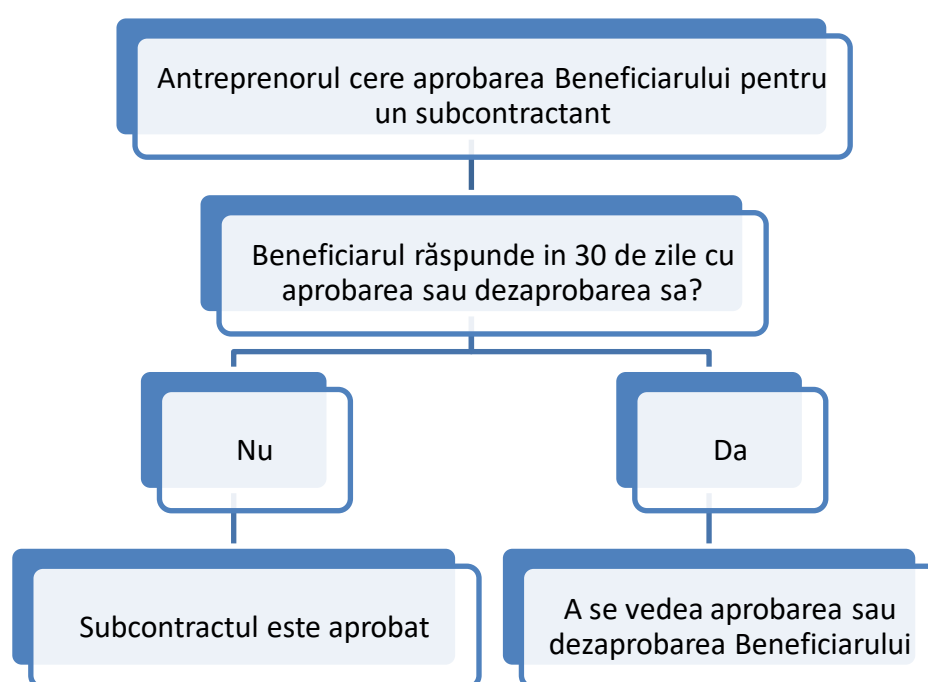 Antreprenorul cere aprobarea Beneficiarului pentru
un subcontractant
Beneficiarul răspunde in 30 de zile cu
aprobarea sau dezaprobarea sa?
Nu
Da
Subcontractul este aprobat
A se vedea aprobarea sau
dezaprobarea Beneficiarului